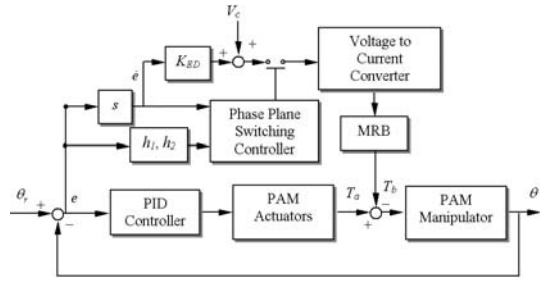 V_c
K_ED
Voltage to
Current
Converter
ė
s
h_1, h_2
Phase Plane
Switching
Controller
MRB
θ_r
e
PID
Controller
PAM
Actuators
T_a
T_b
PAM
Manipulator
θ
+
+
+
+
−
+
−